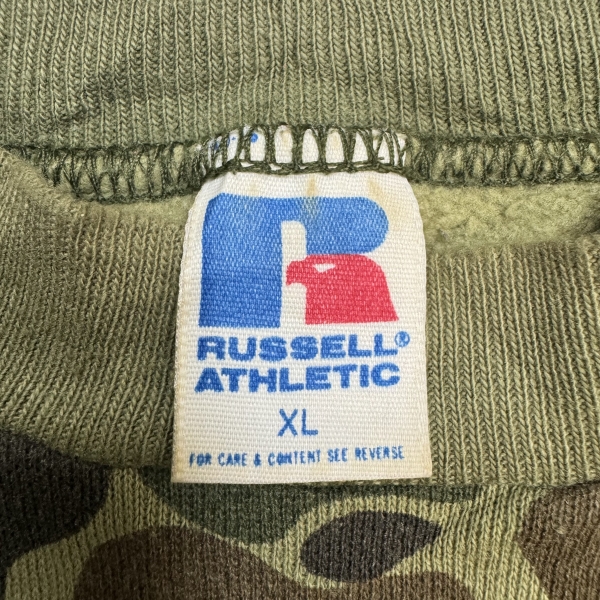 R
RUSSELL®
ATHLETIC
XL
FOR CARE & CONTENT SEE REVERSE